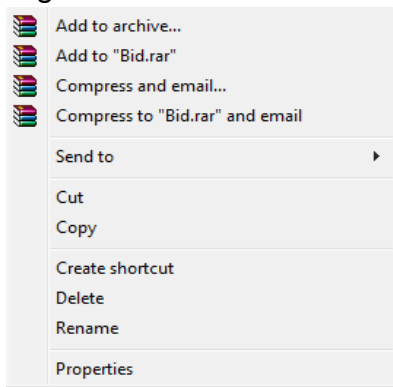 Add to archive...
Add to "Bid.rar"
Compress and email...
Compress to "Bid.rar" and email
Send to
Cut
Copy
Create shortcut
Delete
Rename
Properties